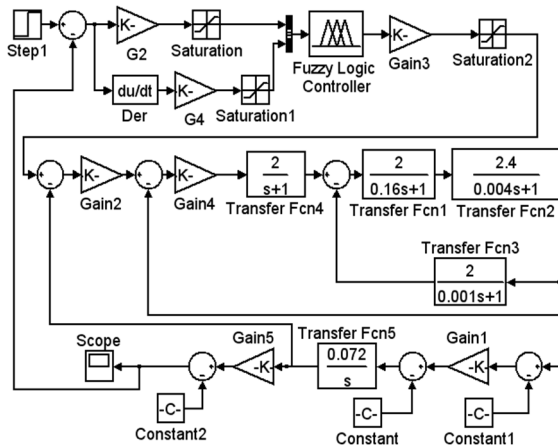 K-
Step1
G2
Saturation
du/dt
Der
K-
G4
Saturation1
Fuzzy Logic
Controller
K-
Gain3
Saturation2
K-
Gain2
K-
Gain4
2
s+1
Transfer Fcn4
2
0.16s+1
Transfer Fcn1
2.4
0.004s+1
Transfer Fcn2
Transfer Fcn3
2
0.001s+1
Scope
Gain5
-K
Transfer Fcn5
0.072
s
Gain1
-K
-C-
Constant2
-C-
Constant
-C-
Constant1